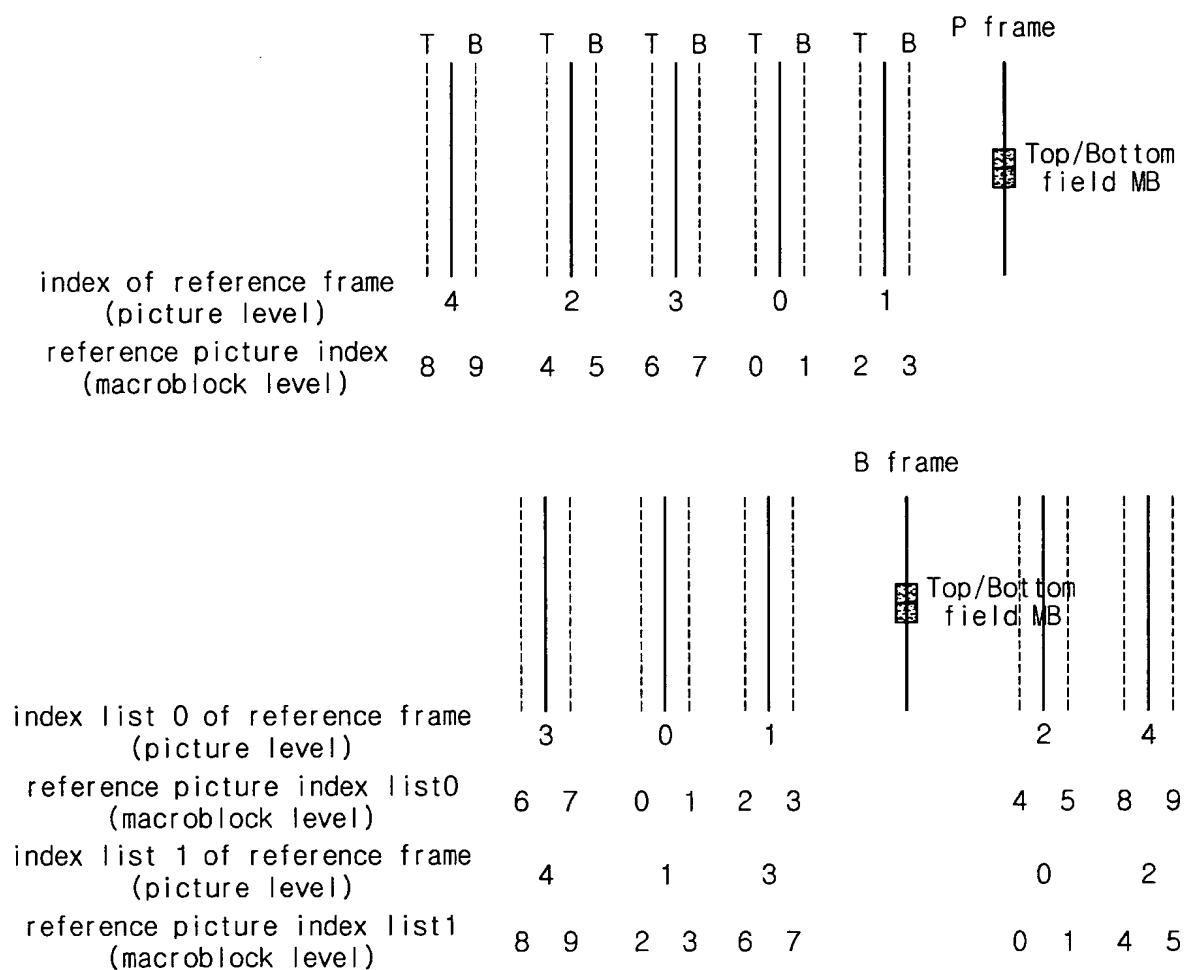 P frame
T B T B T B T B T B
Top/Bottom
field MB
index of reference frame
(picture level)
4 2 3 0 1
reference picture index
(macroblock level)
8 9 4 5 6 7 0 1 2 3
B frame
Top/Bottom
field MB
index list 0 of reference frame
(picture level)
3 0 1 2 4
reference picture index list0
(macroblock level)
6 7 0 1 2 3 4 5 8 9
index list 1 of reference frame
(picture level)
4 1 3 0 2
reference picture index list1
(macroblock level)
8 9 2 3 6 7 0 1 4 5